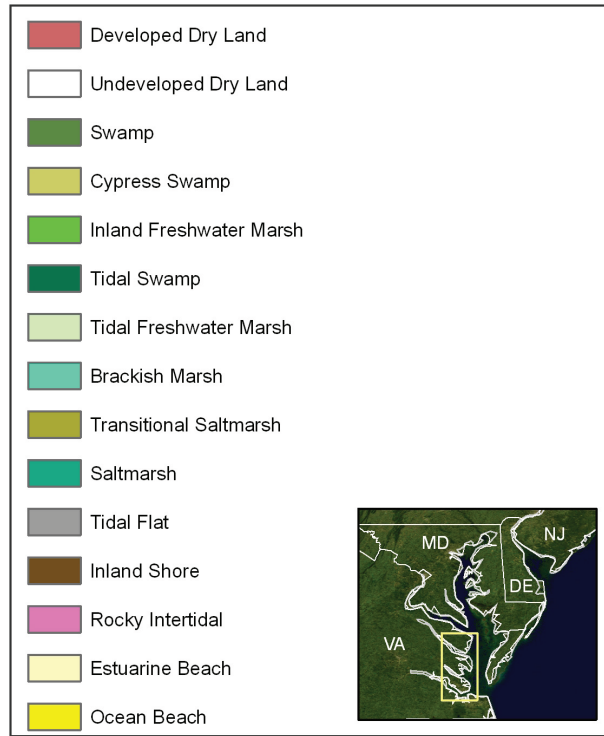 Developed Dry Land
Undeveloped Dry Land
Swamp
Cypress Swamp
Inland Freshwater Marsh
Tidal Swamp
Tidal Freshwater Marsh
Brackish Marsh
Transitional Saltmarsh
Saltmarsh
Tidal Flat
Inland Shore
Rocky Intertidal
Estuarine Beach
Ocean Beach
MD
NJ
DE
VA